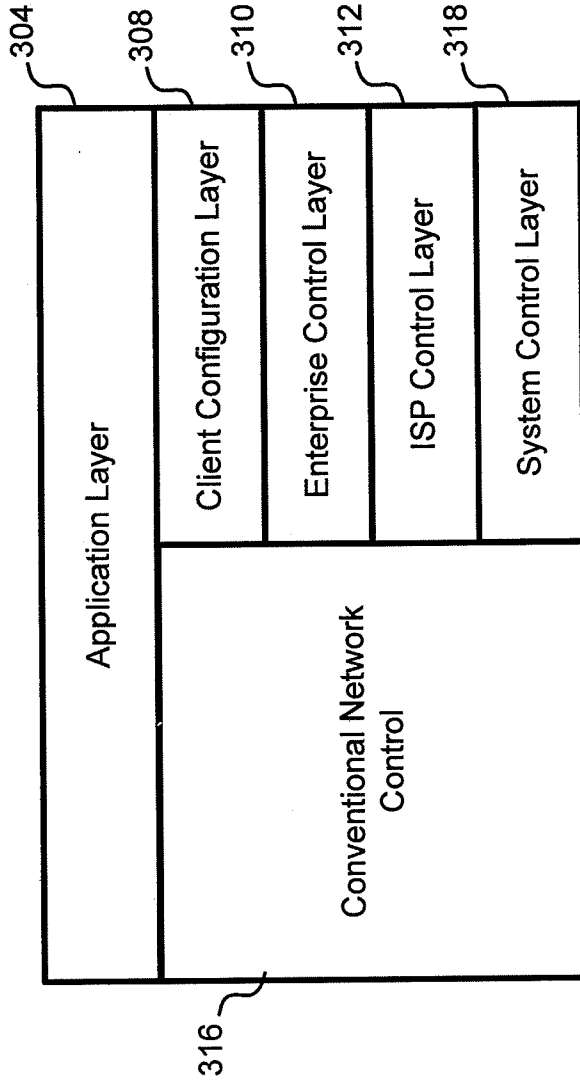 Application Layer
304
Client Configuration Layer
308
Enterprise Control Layer
310
ISP Control Layer
312
System Control Layer
318
Conventional Network
Control
316